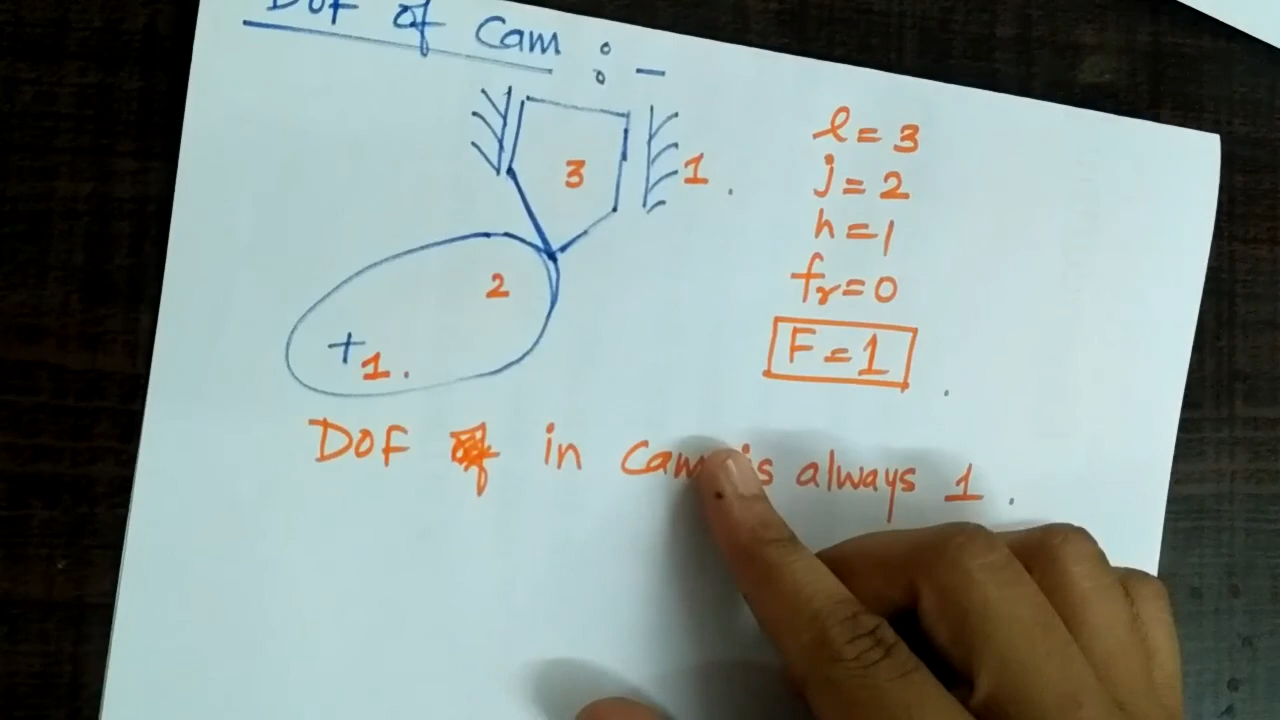 DOF of Cam :-
3
1.
2
+1.
l=3
j=2
h=1
fr=0
F=1
DOF in Cam is always 1.